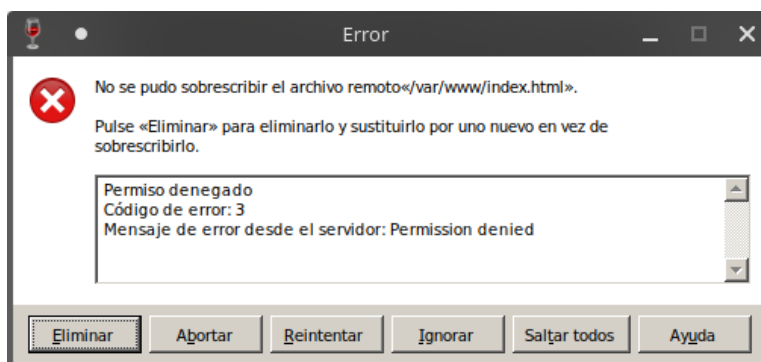 Error
No se pudo sobrescribir el archivo remoto«/var/www/index.html».
Pulse «Eliminar» para eliminarlo y sustituirlo por uno nuevo en vez de
sobrescribirlo.
Permiso denegado
Código de error: 3
Mensaje de error desde el servidor: Permission denied
Eliminar Abortar Reintentar Ignorar Saltar todos Ayuda